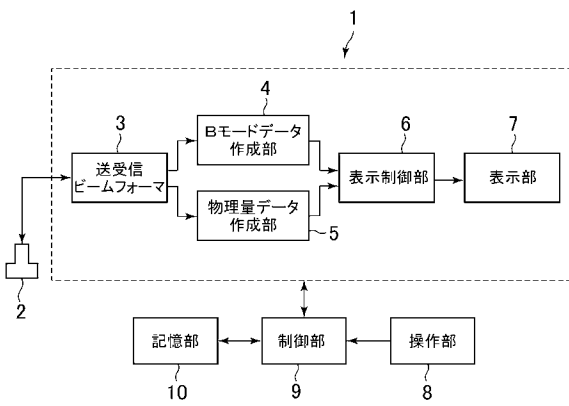 1
3
送受信
ビームフォーマ
4
Bモードデータ
作成部
物理量データ
作成部
5
6
表示制御部
7
表示部
2
記憶部
10
制御部
9
操作部
8